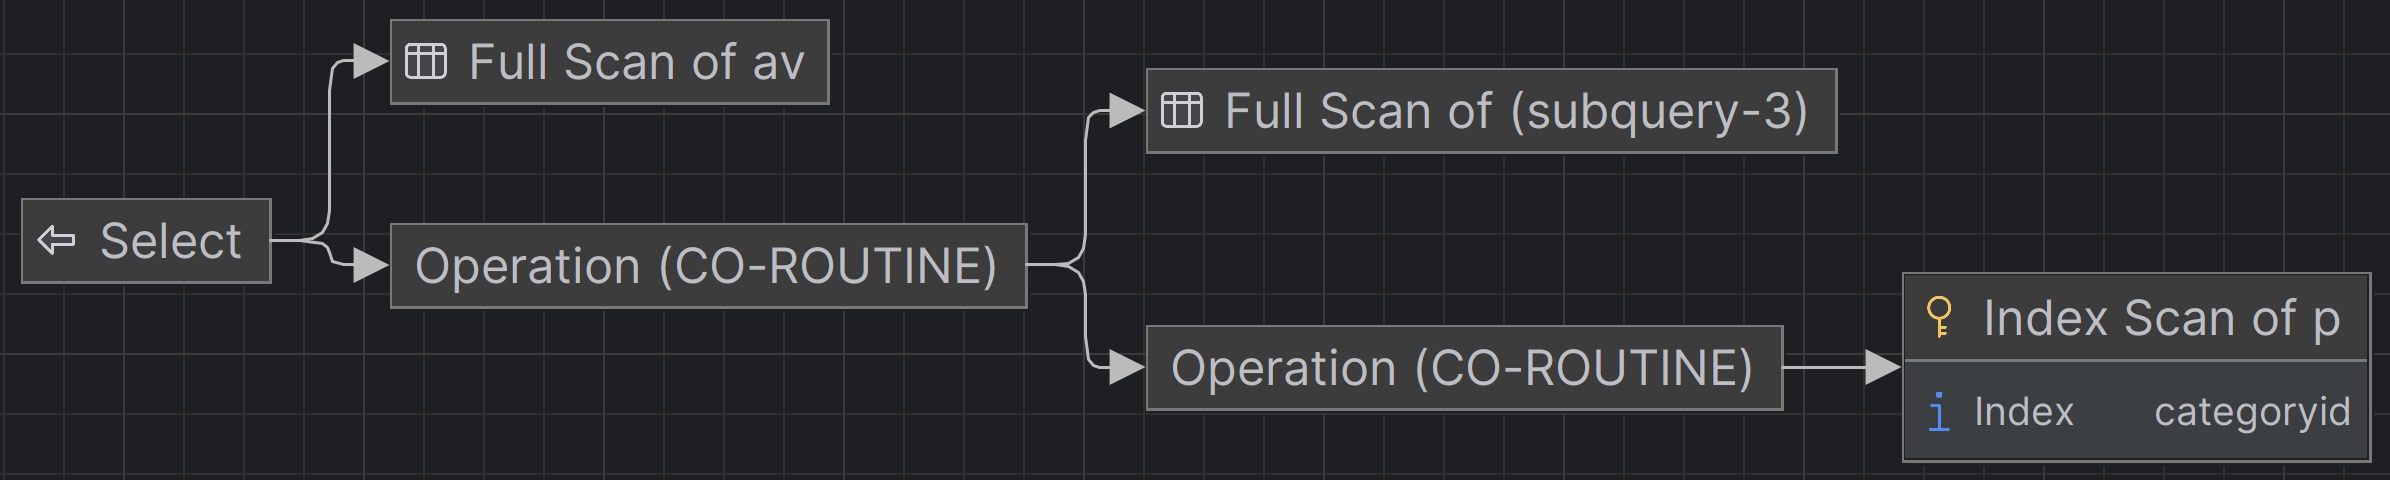 Full Scan of av
Full Scan of (subquery-3)
Select
Operation (CO-ROUTINE)
Operation (CO-ROUTINE)
Index Scan of p
Index categoryid